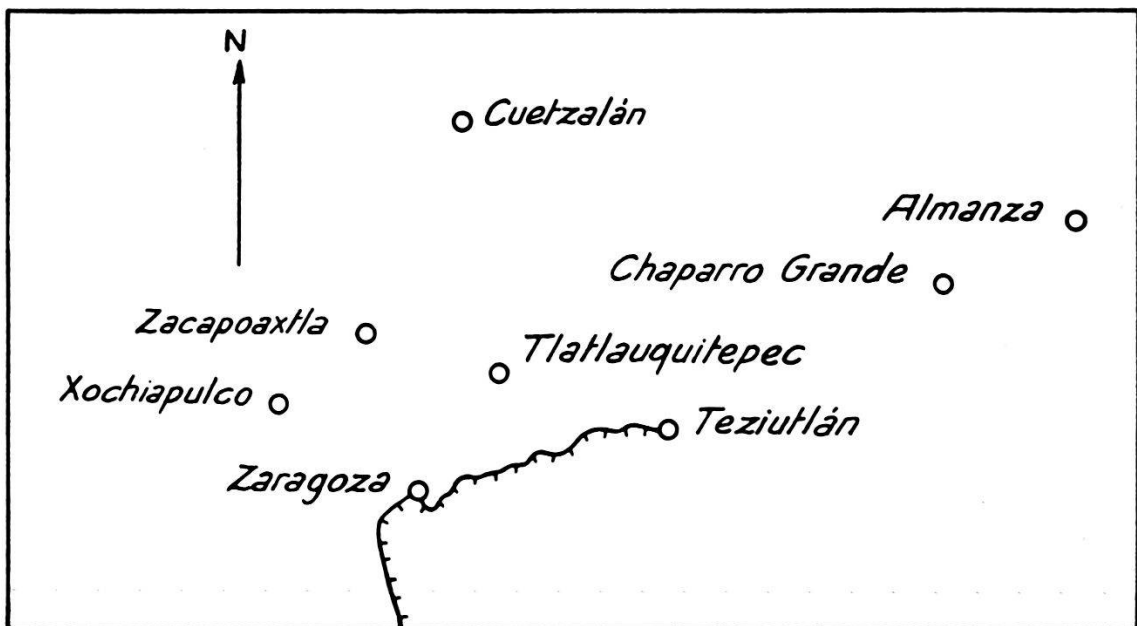 N
Cuetzalán
Almanza
Chaparro Grande
Zacapoaxtla
Tlatlauquitepec
Xochiapulco
Teziutlán
Zaragoza